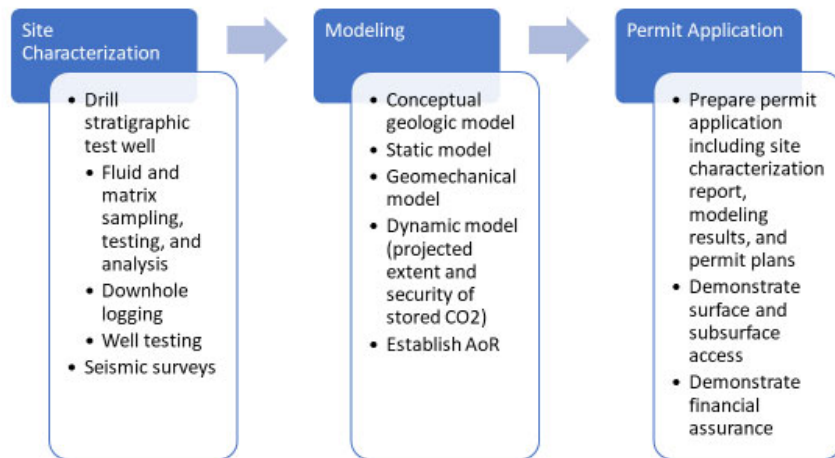 Site
Characterization
• Drill
stratigraphic
test well
• Fluid and
matrix
sampling,
testing, and
analysis
• Downhole
logging
• Well testing
• Seismic surveys
Modeling
• Conceptual
geologic model
• Static model
• Geomechanical
model
• Dynamic model
(projected
extent and
security of
stored CO2)
• Establish AoR
Permit Application
• Prepare permit
application
including site
characterization
report,
modeling
results, and
permit plans
• Demonstrate
surface and
subsurface
access
• Demonstrate
financial
assurance